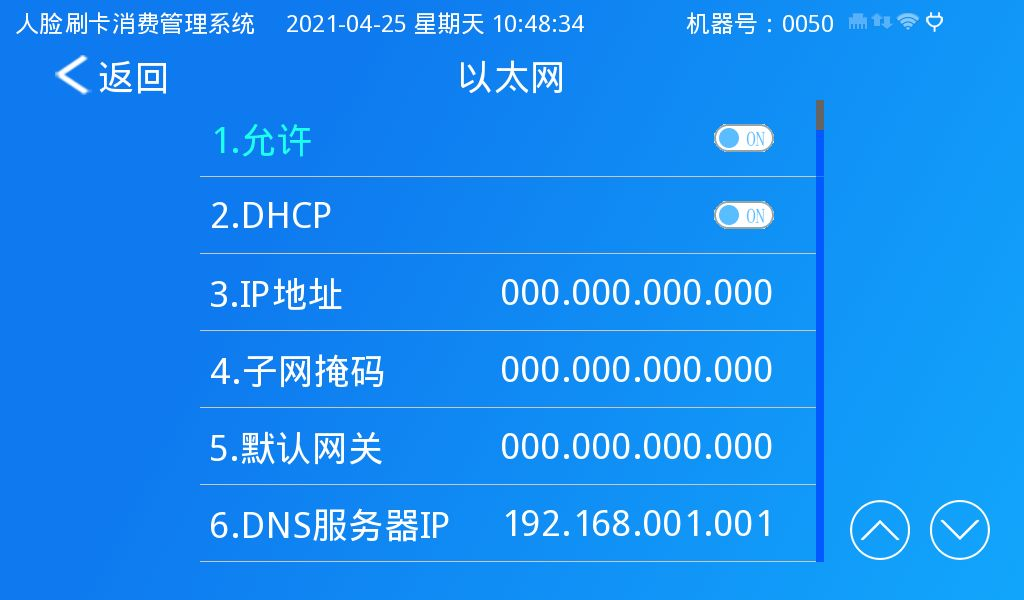 人脸刷卡消费管理系统 2021-04-25 星期天 10:48:34 机器号：0050
返回 以太网
1.允许 ON
2.DHCP ON
3.IP地址 000.000.000.000
4.子网掩码 000.000.000.000
5.默认网关 000.000.000.000
6.DNS服务器IP 192.168.001.001